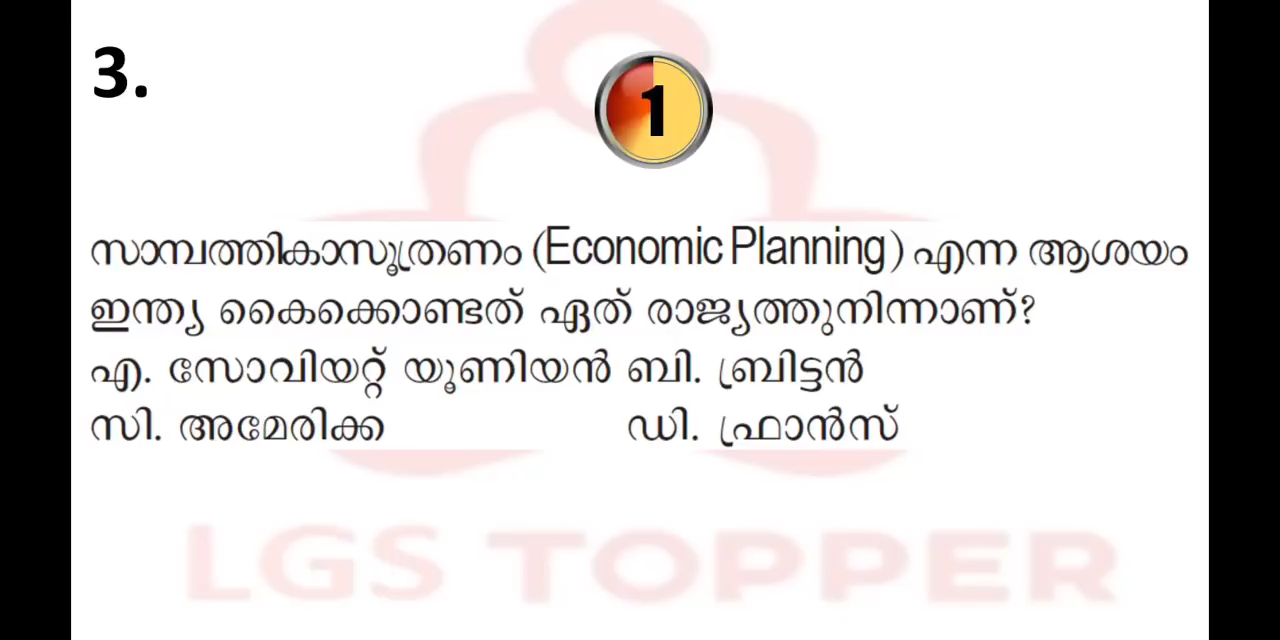 3.
1
സാമ്പത്തികാസൂത്രണം (Economic Planning) എന്ന ആശയം
ഇന്ത്യ കൈക്കൊണ്ടത് ഏത് രാജ്യത്തുനിന്നാണ്?
എ. സോവിയറ്റ് യൂണിയൻ ബി. ബ്രിട്ടൻ
സി. അമേരിക്ക ഡി. ഫ്രാൻസ്
LGS TOPPER